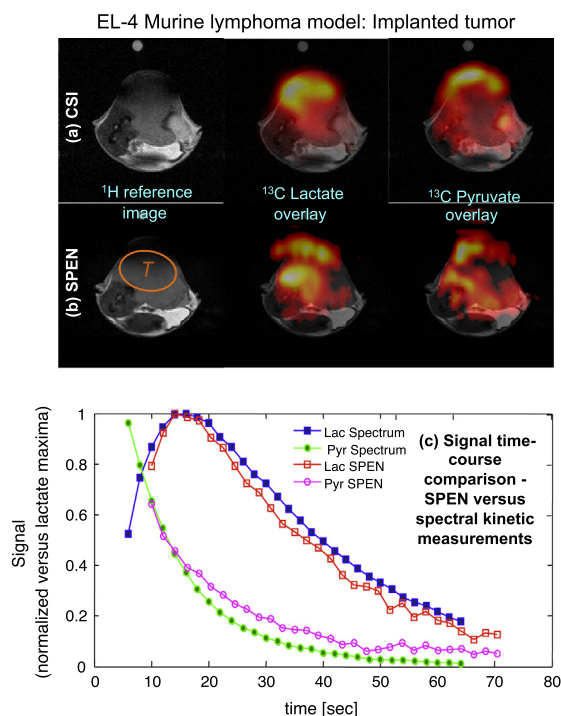 EL-4 Murine lymphoma model: Implanted tumor
(a) CSI
¹H reference
image
¹³C Lactate
overlay
¹³C Pyruvate
overlay
(b) SPEN
T
Signal
(normalized versus lactate maxima)
1
0.8
0.6
0.4
0.2
0
0 10 20 30 40 50 60 70 80
time [sec]
Lac Spectrum
Pyr Spectrum
Lac SPEN
Pyr SPEN
(c) Signal time-
course
comparison -
SPEN versus
spectral kinetic
measurements